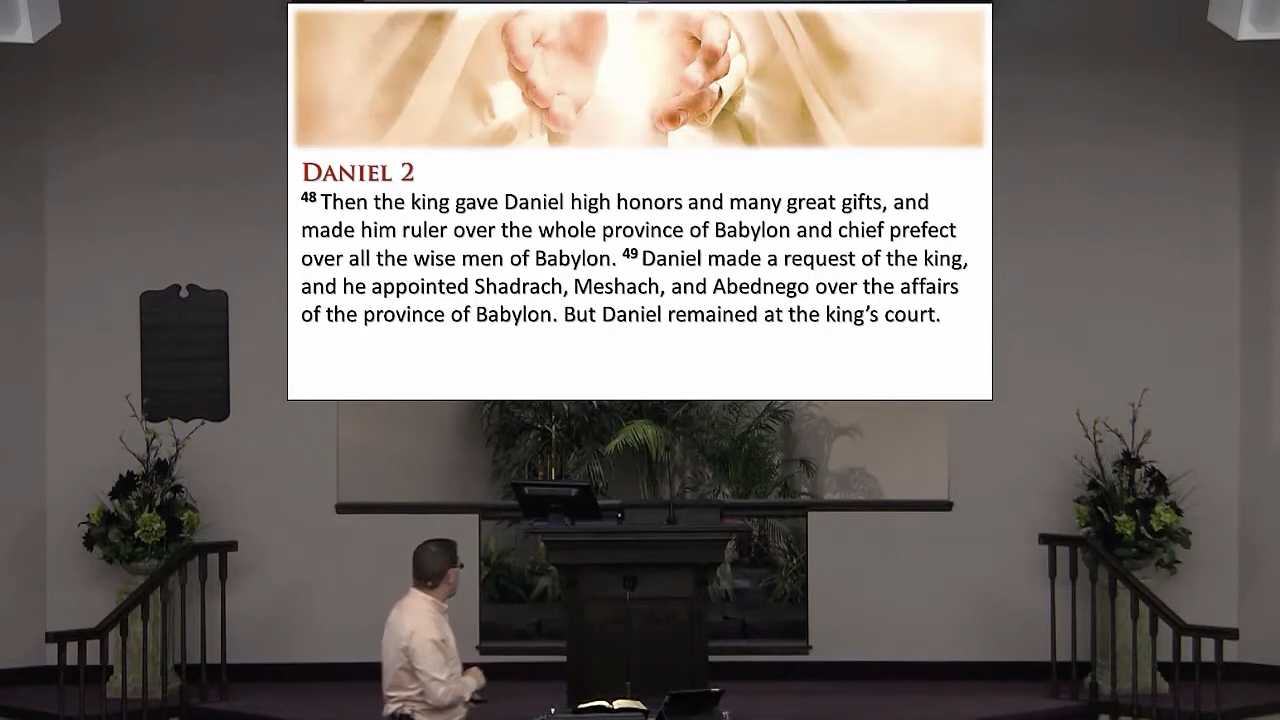 DANIEL 2
48 Then the king gave Daniel high honors and many great gifts, and
made him ruler over the whole province of Babylon and chief prefect
over all the wise men of Babylon. 49 Daniel made a request of the king,
and he appointed Shadrach, Meshach, and Abednego over the affairs
of the province of Babylon. But Daniel remained at the king’s court.